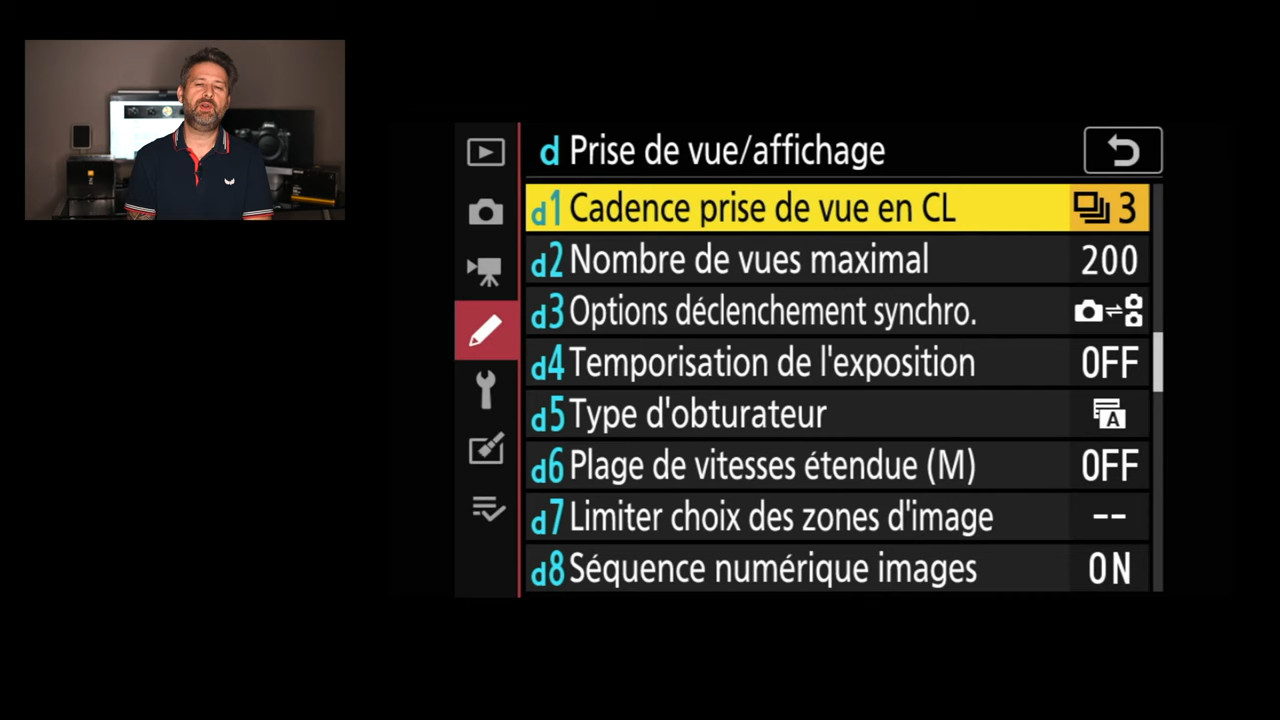 d Prise de vue/affichage
d1 Cadence prise de vue en CL 3
d2 Nombre de vues maximal 200
d3 Options déclenchement synchro.
d4 Temporisation de l'exposition OFF
d5 Type d'obturateur A
d6 Plage de vitesses étendue (M) OFF
d7 Limiter choix des zones d'image --
d8 Séquence numérique images ON